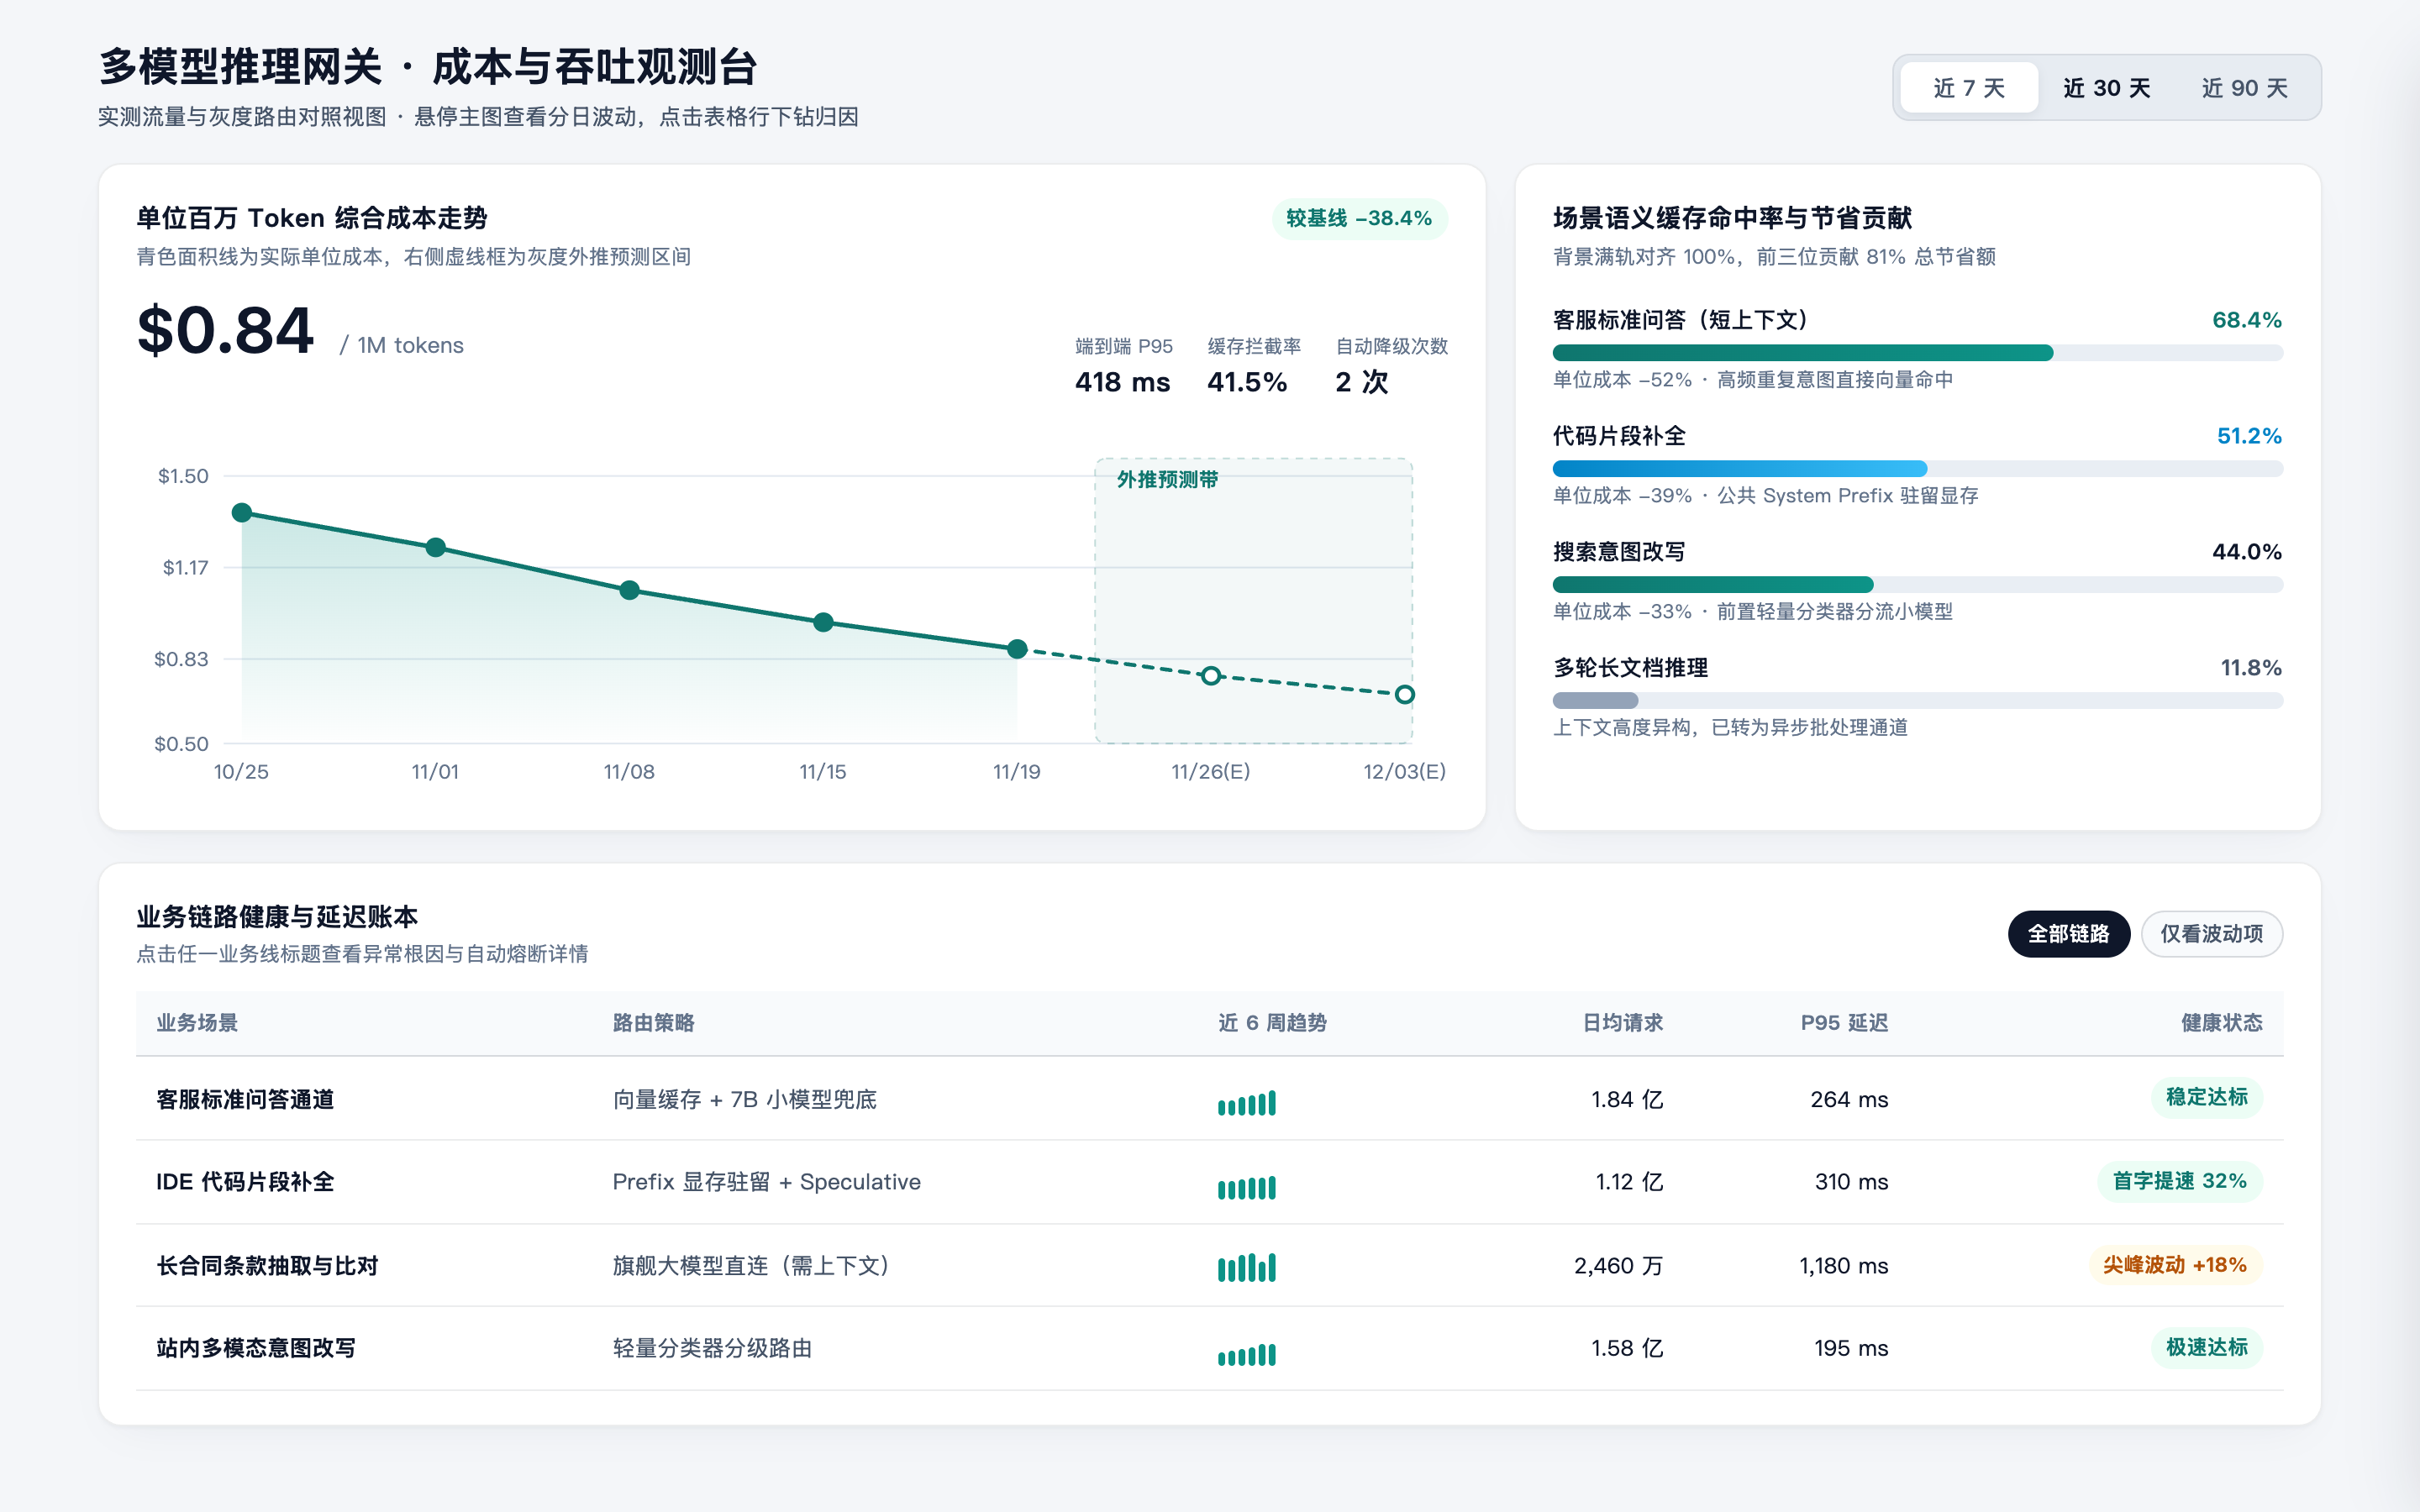 多模型推理网关 · 成本与吞吐观测台
实测流量与灰度路由对照视图 · 悬停主图查看分日波动，点击表格行下钻归因
近 7 天 近 30 天 近 90 天
单位百万 Token 综合成本走势
较基线 −38.4%
青色面积线为实际单位成本，右侧虚线框为灰度外推预测区间
$0.84 / 1M tokens
端到端 P95 缓存拦截率 自动降级次数
418 ms 41.5% 2 次
外推预测带
$1.50
$1.17
$0.83
$0.50
10/25 11/01 11/08 11/15 11/19 11/26(E) 12/03(E)
场景语义缓存命中率与节省贡献
背景满轨对齐 100%，前三位贡献 81% 总节省额
客服标准问答（短上下文） 68.4%
单位成本 −52% · 高频重复意图直接向量命中
代码片段补全 51.2%
单位成本 −39% · 公共 System Prefix 驻留显存
搜索意图改写 44.0%
单位成本 −33% · 前置轻量分类器分流小模型
多轮长文档推理 11.8%
上下文高度异构，已转为异步批处理通道
业务链路健康与延迟账本
点击任一业务线标题查看异常根因与自动熔断详情
全部链路 仅看波动项
业务场景 路由策略 近 6 周趋势 日均请求 P95 延迟 健康状态
客服标准问答通道 向量缓存 + 7B 小模型兜底 1.84 亿 264 ms 稳定达标
IDE 代码片段补全 Prefix 显存驻留 + Speculative 1.12 亿 310 ms 首字提速 32%
长合同条款抽取与比对 旗舰大模型直连（需上下文） 2,460 万 1,180 ms 尖峰波动 +18%
站内多模态意图改写 轻量分类器分级路由 1.58 亿 195 ms 极速达标